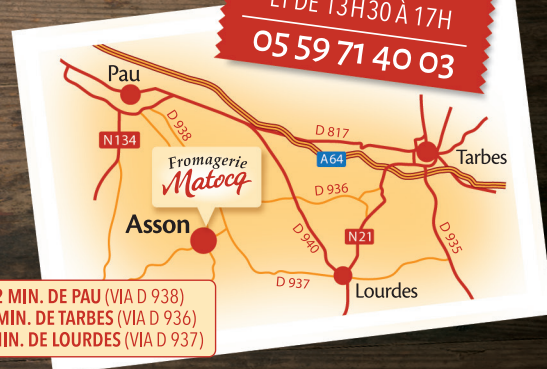 ET DE 13H30 À 17H
05 59 71 40 03
Pau
D 938
N134
D 817
A64
Tarbes
Fromagerie
Matocq
D 936
Asson
D 940
N21
D 935
D 937
Lourdes
2 MIN. DE PAU (VIA D 938)
MIN. DE TARBES (VIA D 936)
MIN. DE LOURDES (VIA D 937)